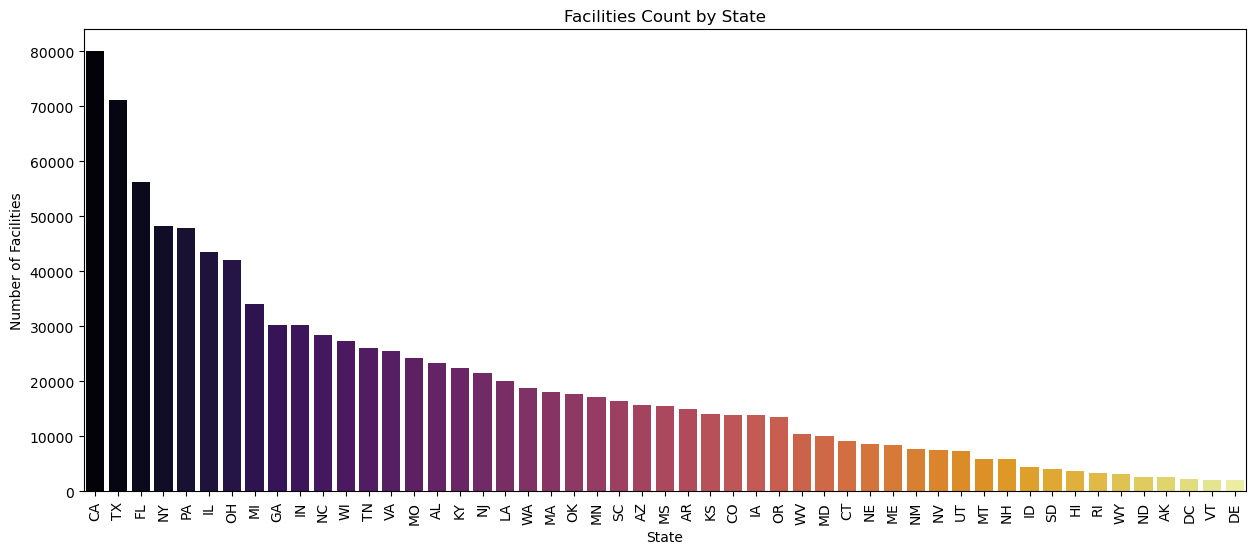 Facilities Count by State
Number of Facilities
80000
70000
60000
50000
40000
30000
20000
10000
0
CA TX FL NY PA IL OH MI GA IN NC WI TN VA MO AL KY NJ LA WA MA OK MN SC AZ MS AR KS CO IA OR WV MD CT NE ME NM NV UT MT NH ID SD HI RI WY ND AK DC VT DE
State